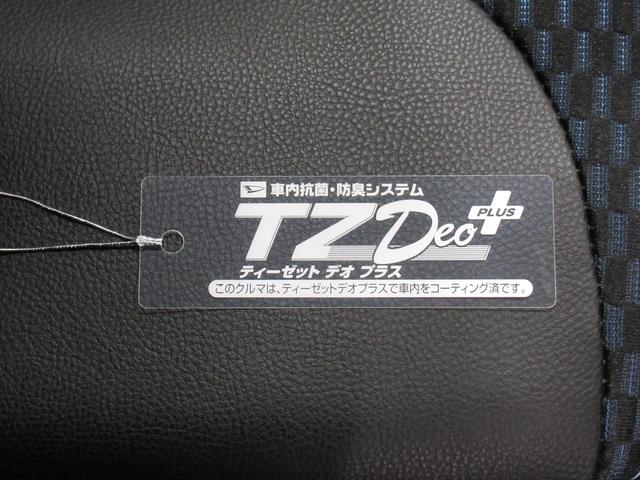 車内抗菌・防臭システム
TZ Deo PLUS
ティーゼット デオ プラス
このクルマは、ティーゼットデオプラスで車内をコーティング済です。